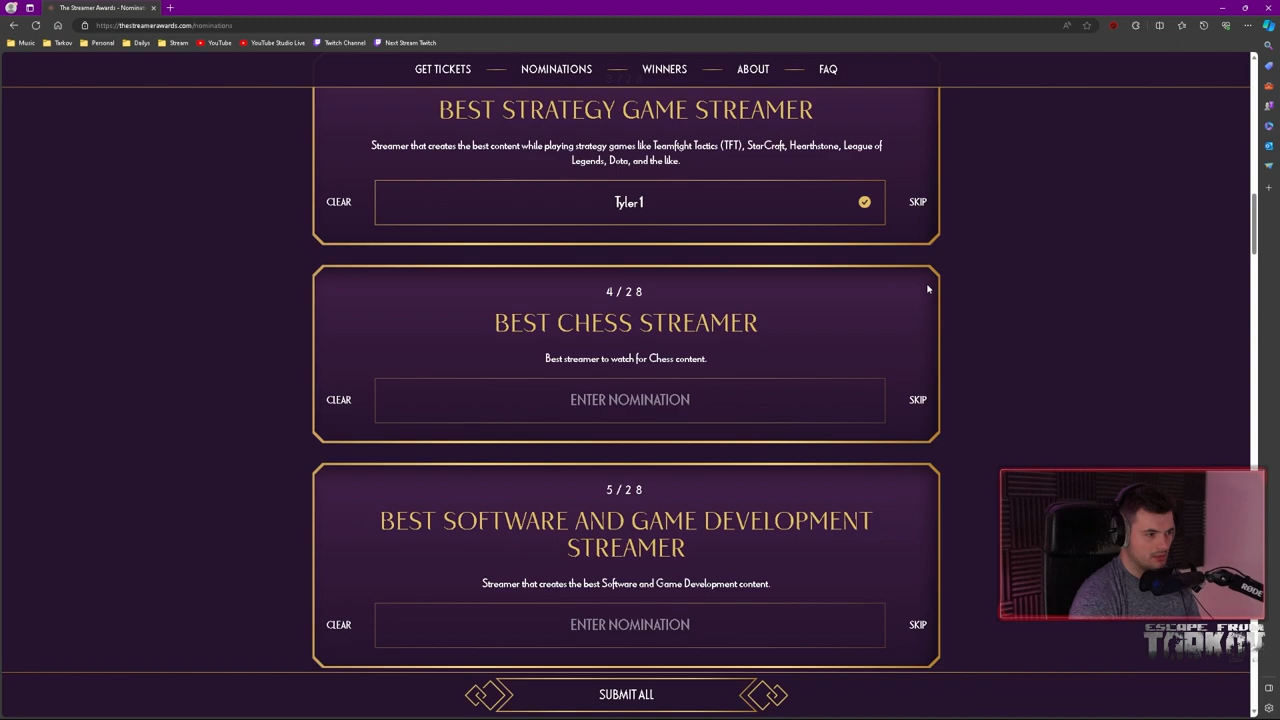 The Streamer Awards - Nominat
https://thestreamerawards.com/nominations
Music
Tarkov
Personal
Dailys
Stream
YouTube
YouTube Studio Live
Twitch Channel
Next Stream Twitch
GET TICKETS
NOMINATIONS
WINNERS
ABOUT
FAQ
BEST STRATEGY GAME STREAMER
Streamer that creates the best content while playing strategy games like Teamfight Tactics (TFT), StarCraft, Hearthstone, League of
Legends, Dota, and the like.
CLEAR
Tyler1
SKIP
4/28
BEST CHESS STREAMER
Best streamer to watch for Chess content.
CLEAR
ENTER NOMINATION
SKIP
5/28
BEST SOFTWARE AND GAME DEVELOPMENT
STREAMER
Streamer that creates the best Software and Game Development content.
CLEAR
ENTER NOMINATION
SKIP
RØDE
ESCAPE FROM
TARKOV
SUBMIT ALL